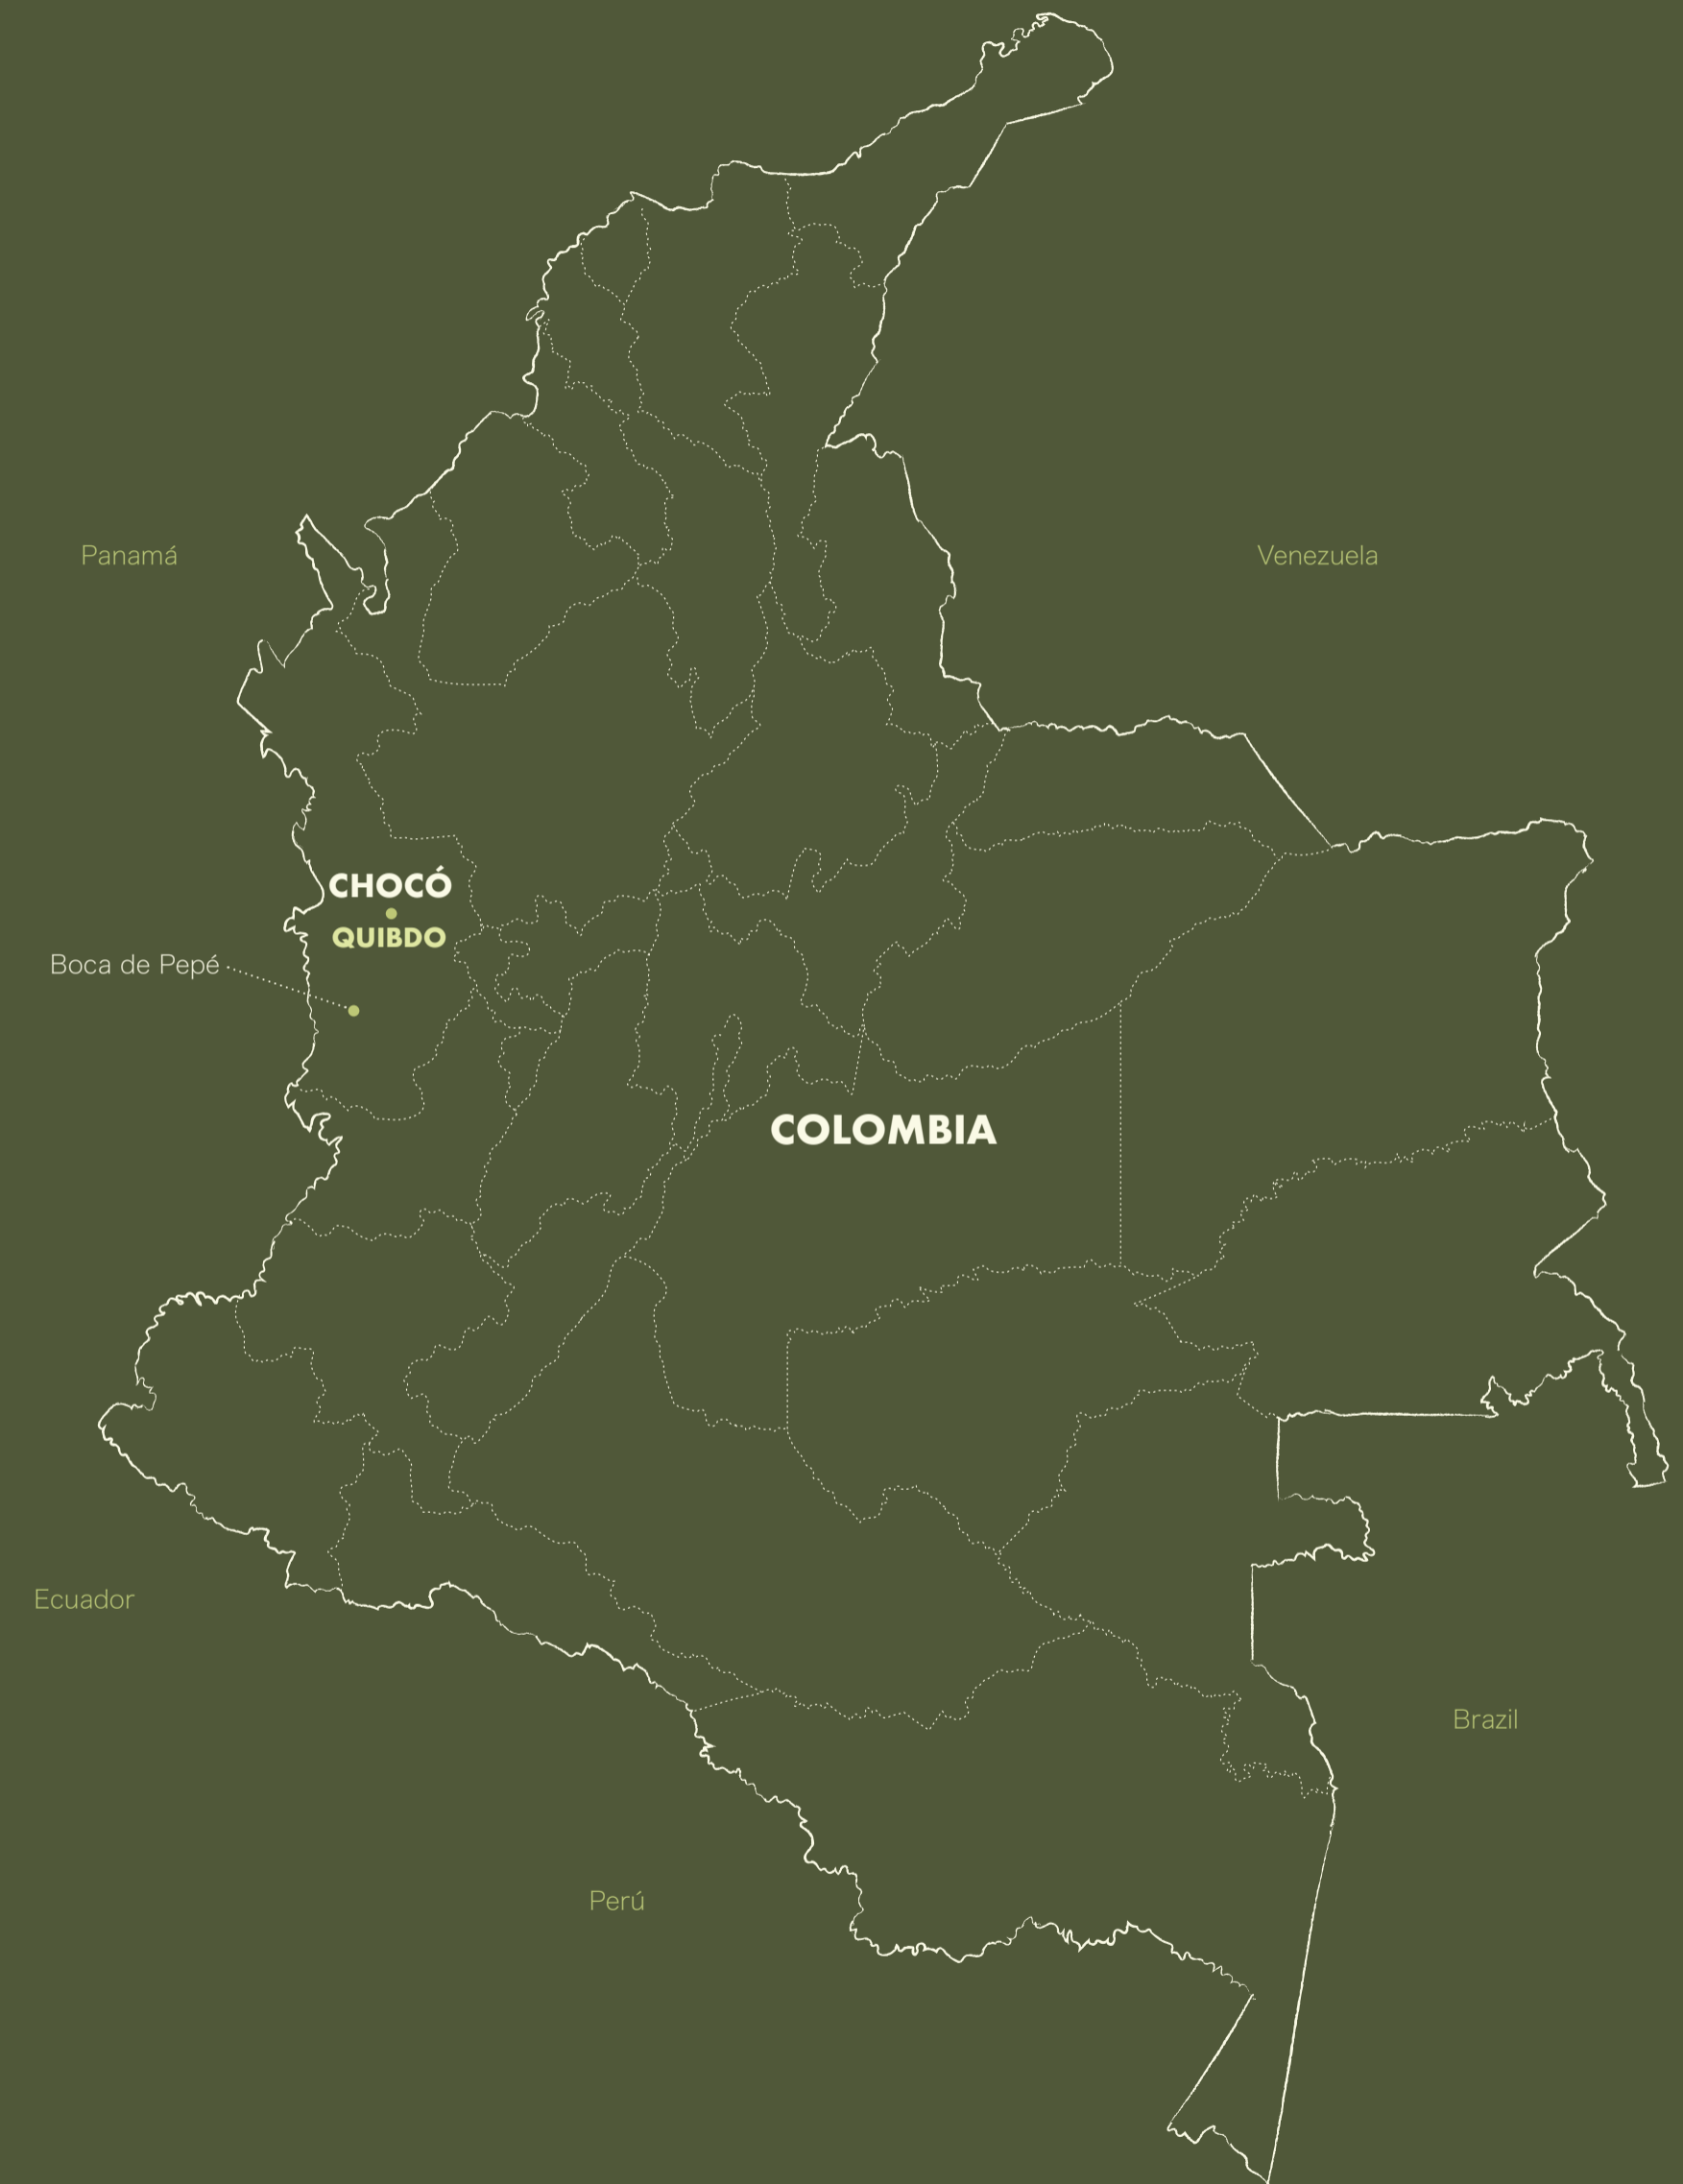 Panamá
Venezuela
CHOCÓ
QUIBDO
Boca de Pepé
COLOMBIA
Ecuador
Brazil
Perú